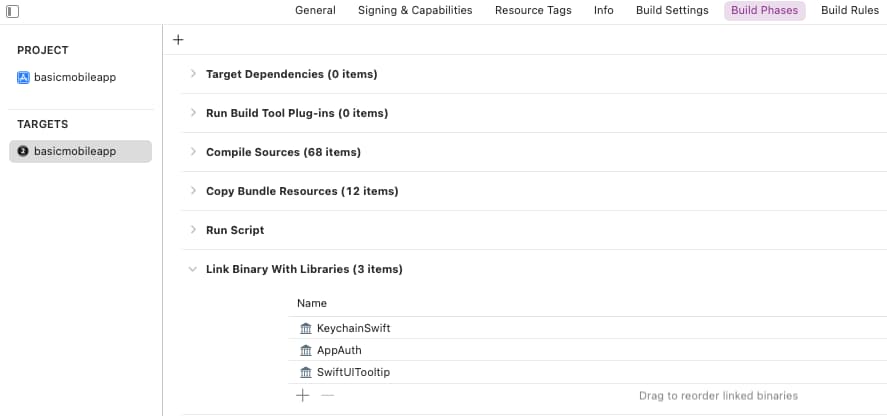 General Signing & Capabilities Resource Tags Info Build Settings Build Phases Build Rules
PROJECT
basicmobileapp
TARGETS
basicmobileapp
Target Dependencies (0 items)
Run Build Tool Plug-ins (0 items)
Compile Sources (68 items)
Copy Bundle Resources (12 items)
Run Script
Link Binary With Libraries (3 items)
Name
KeychainSwift
AppAuth
SwiftUITooltip
Drag to reorder linked binaries